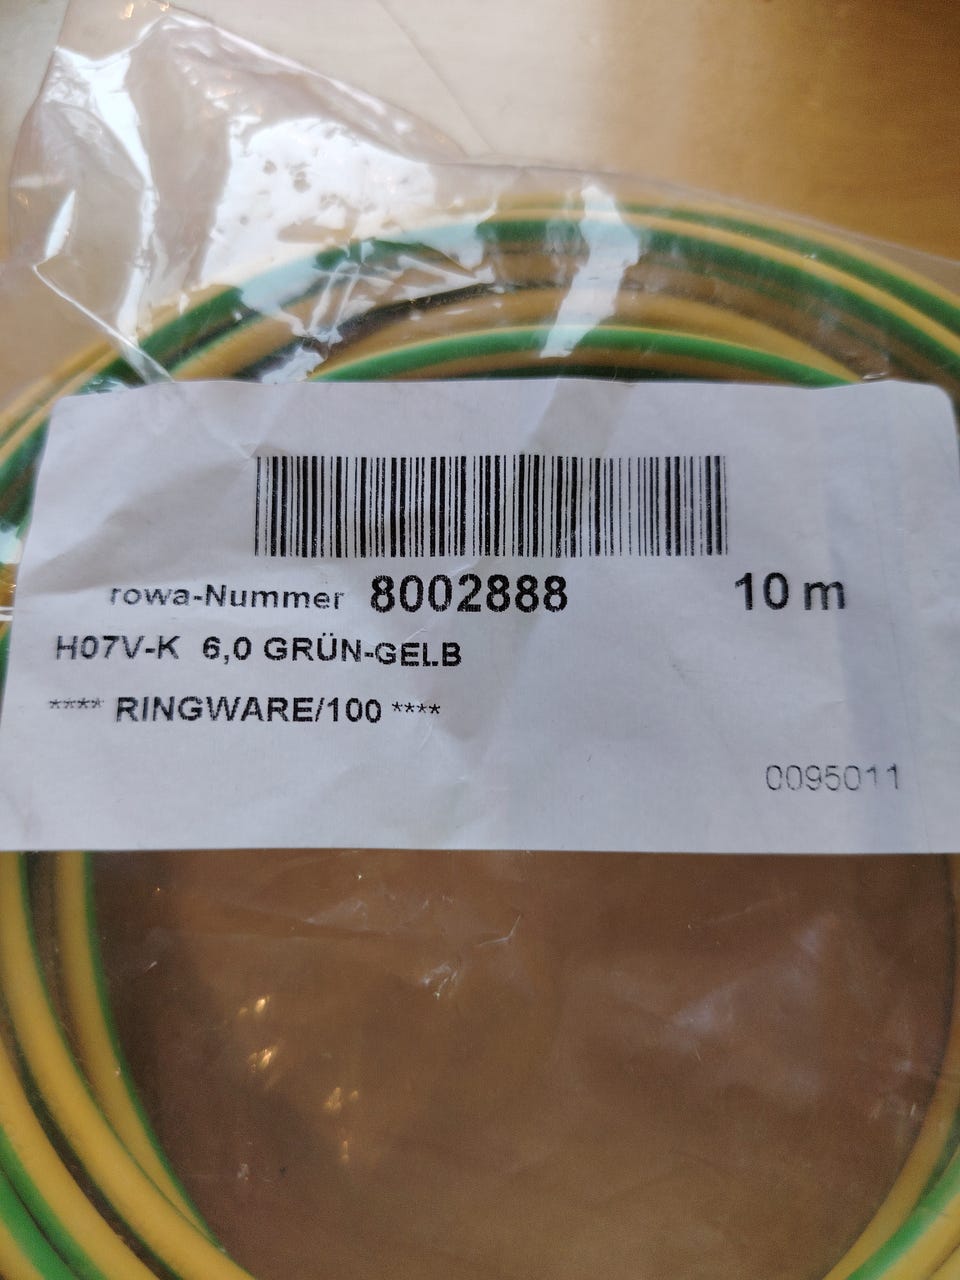 rowa-Nummer 8002888 10 m
H07V-K 6,0 GRÜN-GELB
**** RINGWARE/100 ****
0095011